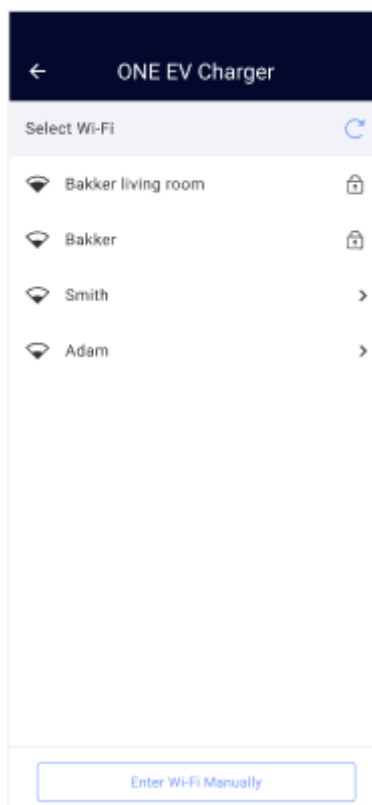 ONE EV Charger
Select Wi-Fi
Bakker living room
Bakker
Smith
Adam
Enter Wi-Fi Manually